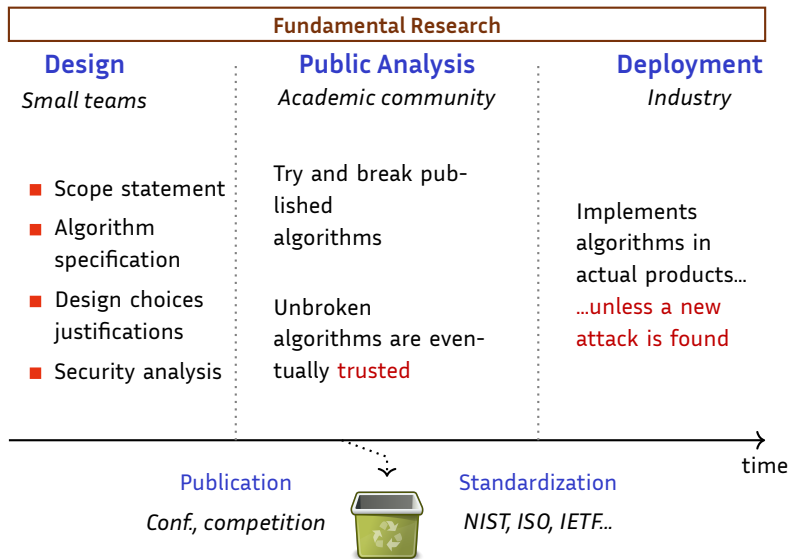 Fundamental Research
Design
Small teams
Scope statement
Algorithm
specification
Design choices
justifications
Security analysis
Public Analysis
Academic community
Try and break pub-
lished
algorithms
Unbroken
algorithms are even-
tually trusted
Deployment
Industry
Implements
algorithms in
actual products...
...unless a new
attack is found
time
Publication
Conf., competition
Standardization
NIST, ISO, IETF...